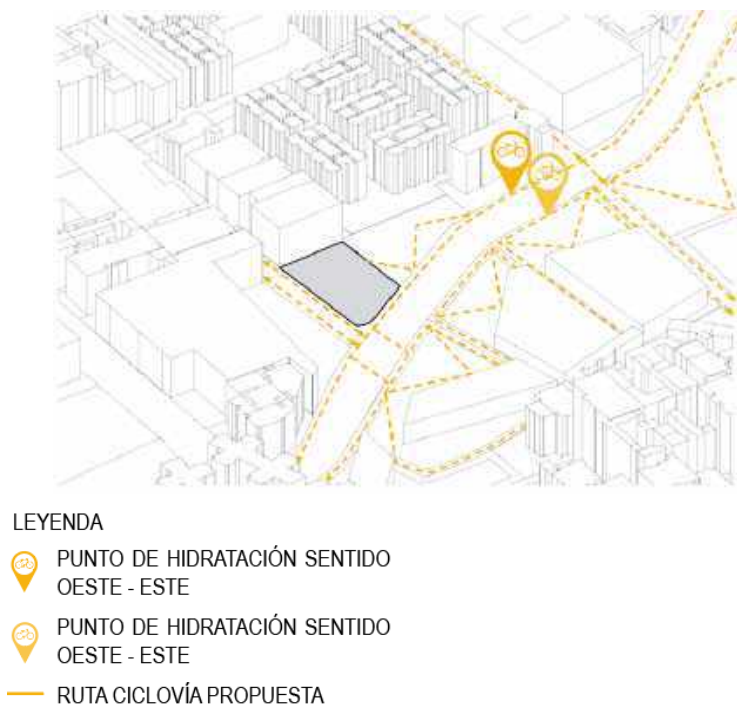 LEYENDA
PUNTO DE HIDRATACIÓN SENTIDO
OESTE - ESTE
PUNTO DE HIDRATACIÓN SENTIDO
OESTE - ESTE
RUTA CICLOVÍA PROPUESTA